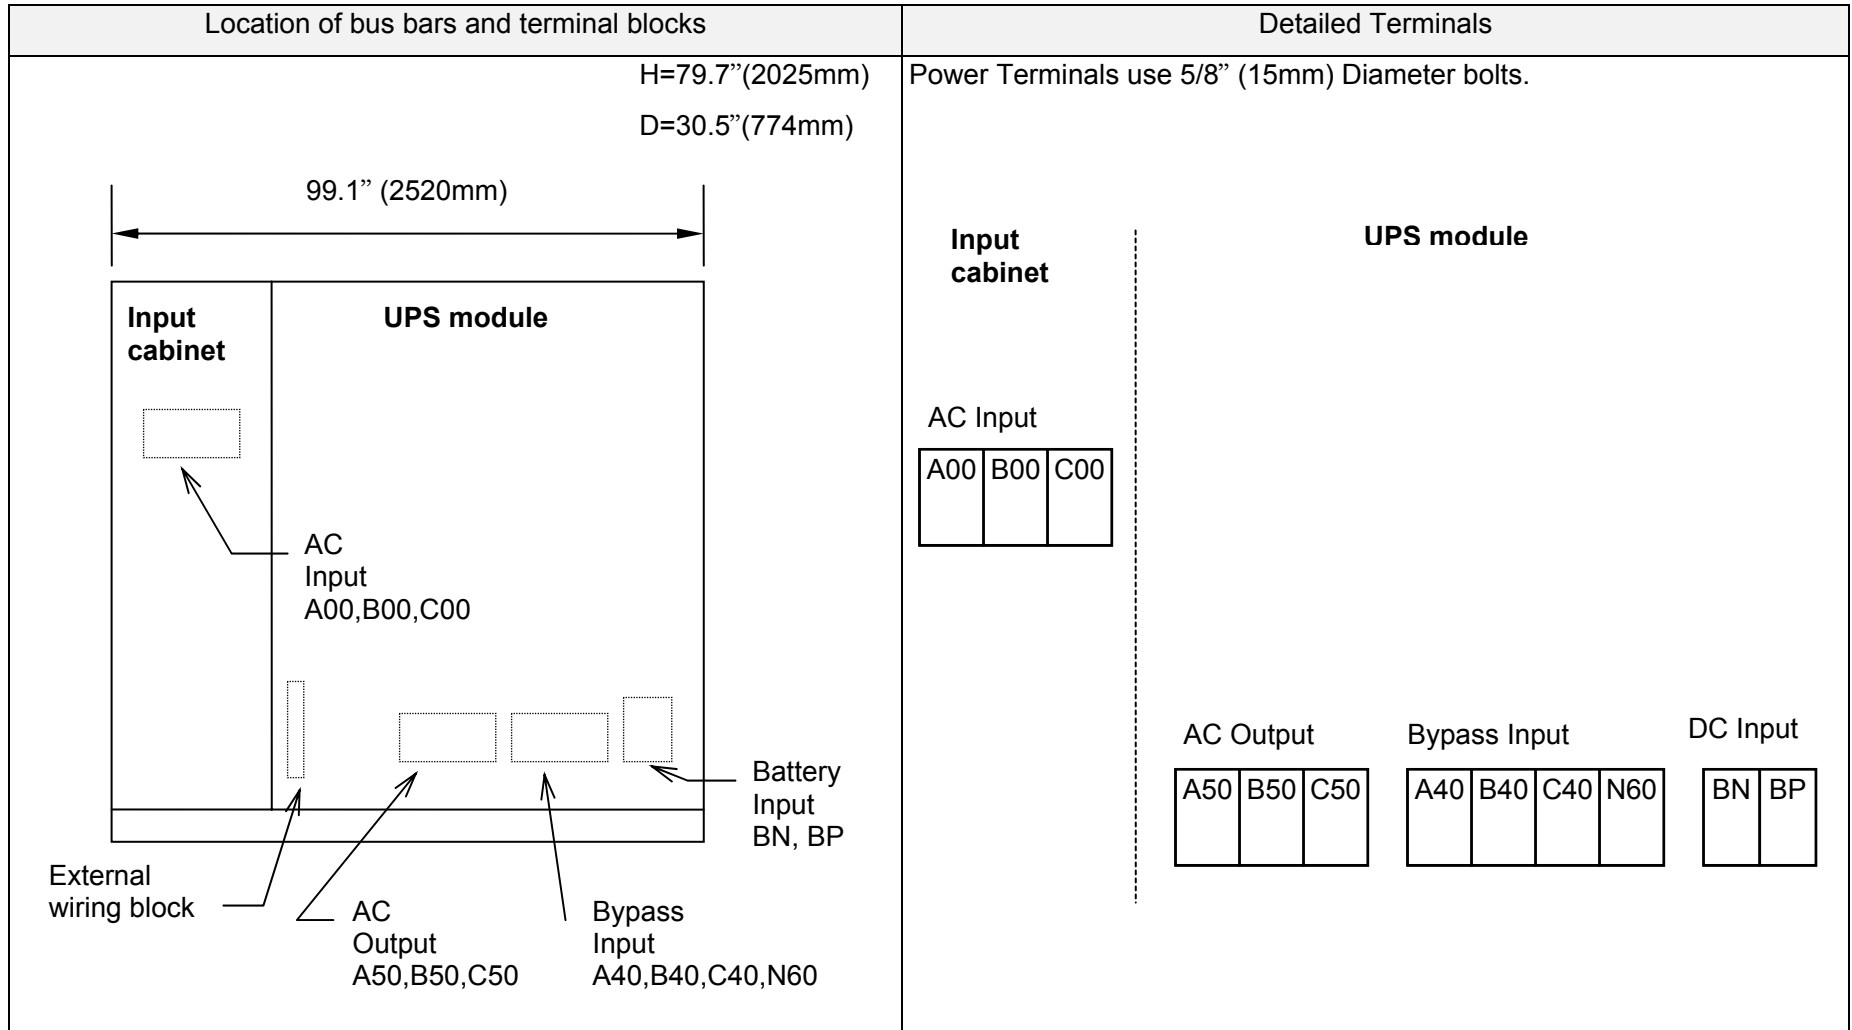 Location of bus bars and terminal blocks
H=79.7”(2025mm)
D=30.5”(774mm)
99.1” (2520mm)
Input
cabinet
UPS module
AC
Input
A00,B00,C00
Battery
Input
BN, BP
External
wiring block
AC
Output
A50,B50,C50
Bypass
Input
A40,B40,C40,N60
Detailed Terminals
Power Terminals use 5/8” (15mm) Diameter bolts.
Input
cabinet
UPS module
AC Input
A00 B00 C00
AC Output
A50 B50 C50
Bypass Input
A40 B40 C40 N60
DC Input
BN BP